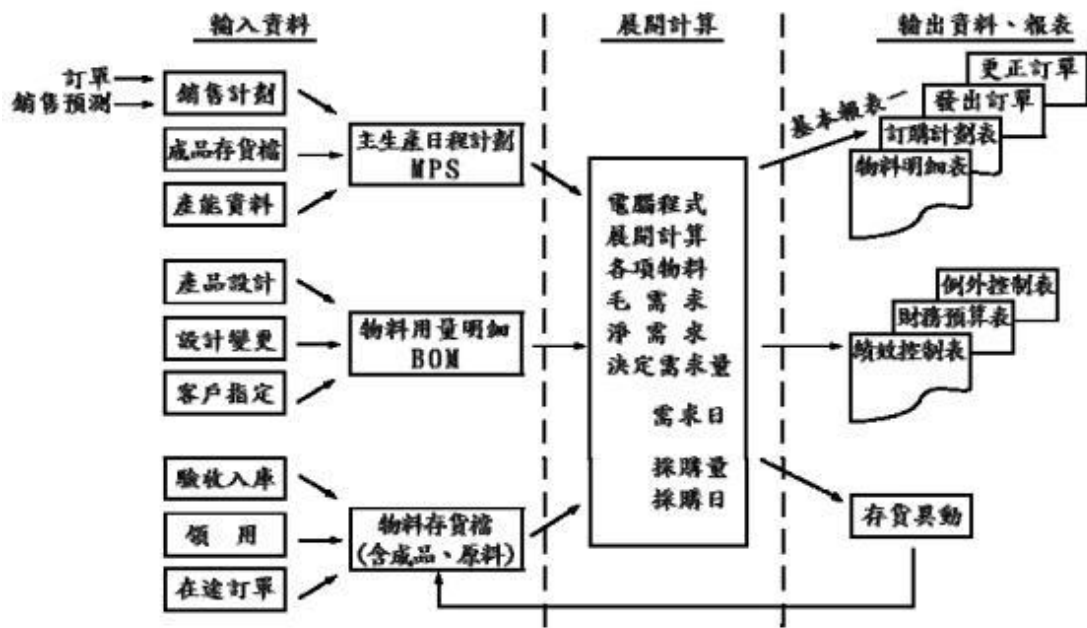 輸入資料
展開計算
輸出資料、報表
訂單
銷售預測
銷售計劃
成品存貨檔
產能資料
主生產日程計劃
MPS
產品設計
設計變更
客戶指定
物料用量明細
BOM
驗收入庫
領 用
在途訂單
物料存貨檔
(含成品、原料)
電腦程式
展開計算
各項物料
毛 需 求
淨 需 求
決定需求量
需求日
採購量
採購日
基本報表一
更正訂單
發出訂單
訂購計劃表
物料明細表
例外控制表
財務預算表
績效控制表
存貨異動